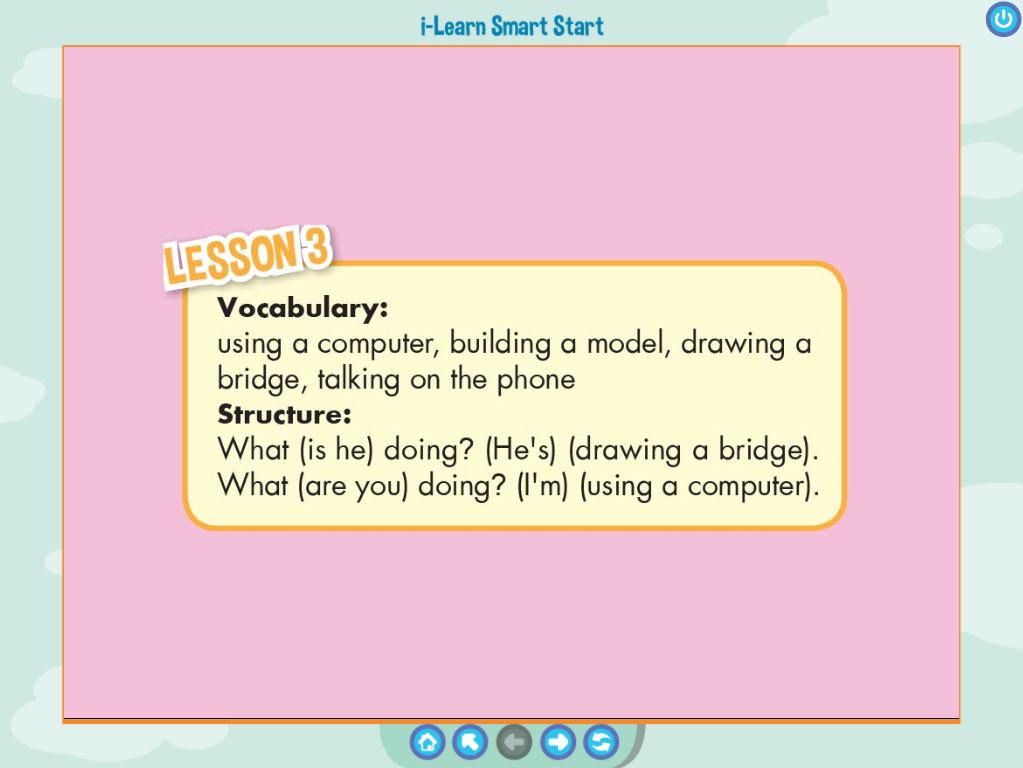 i-Learn Smart Start
LESSON 3
Vocabulary:
using a computer, building a model, drawing a
bridge, talking on the phone
Structure:
What (is he) doing? (He's) (drawing a bridge).
What (are you) doing? (I'm) (using a computer).